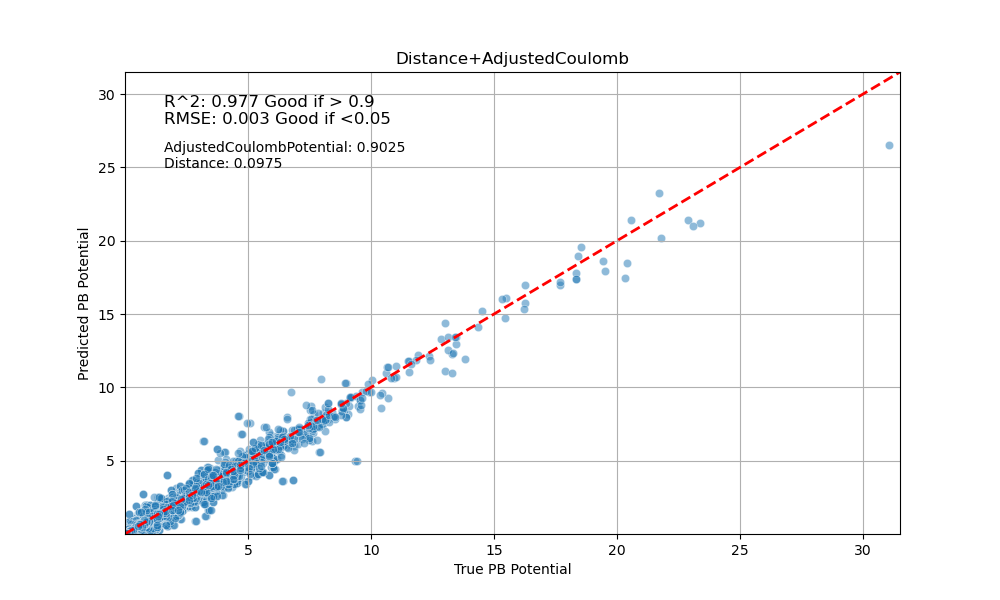 Distance+AdjustedCoulomb
R^2: 0.977 Good if > 0.9
RMSE: 0.003 Good if <0.05
AdjustedCoulombPotential: 0.9025
Distance: 0.0975
Predicted PB Potential
30
25
20
15
10
5
5 10 15 20 25 30
True PB Potential